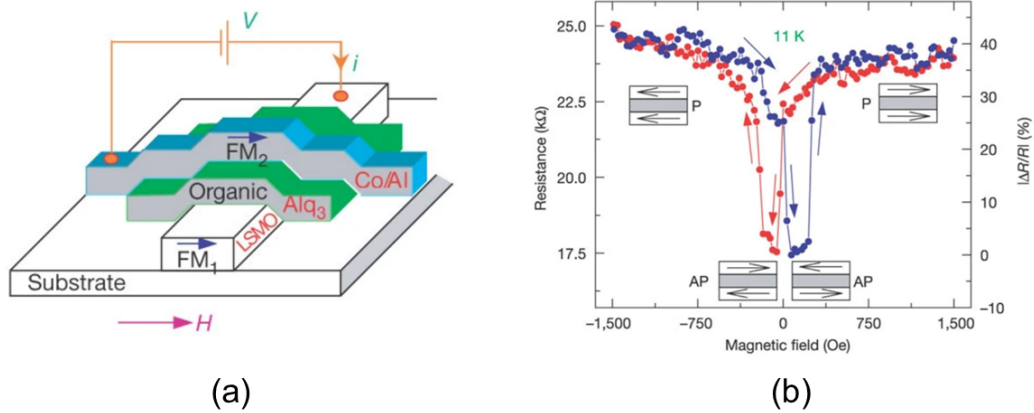 V
i
FM2
Co/Al
Organic
Alq3
LSMO
FM1
Substrate
H
(a)
11 K
25.0
22.5
20.0
17.5
Resistance (kΩ)
40
30
20
10
0
−10
|ΔR/R| (%)
P
P
AP
AP
−1,500
−750
0
750
1,500
Magnetic field (Oe)
(b)